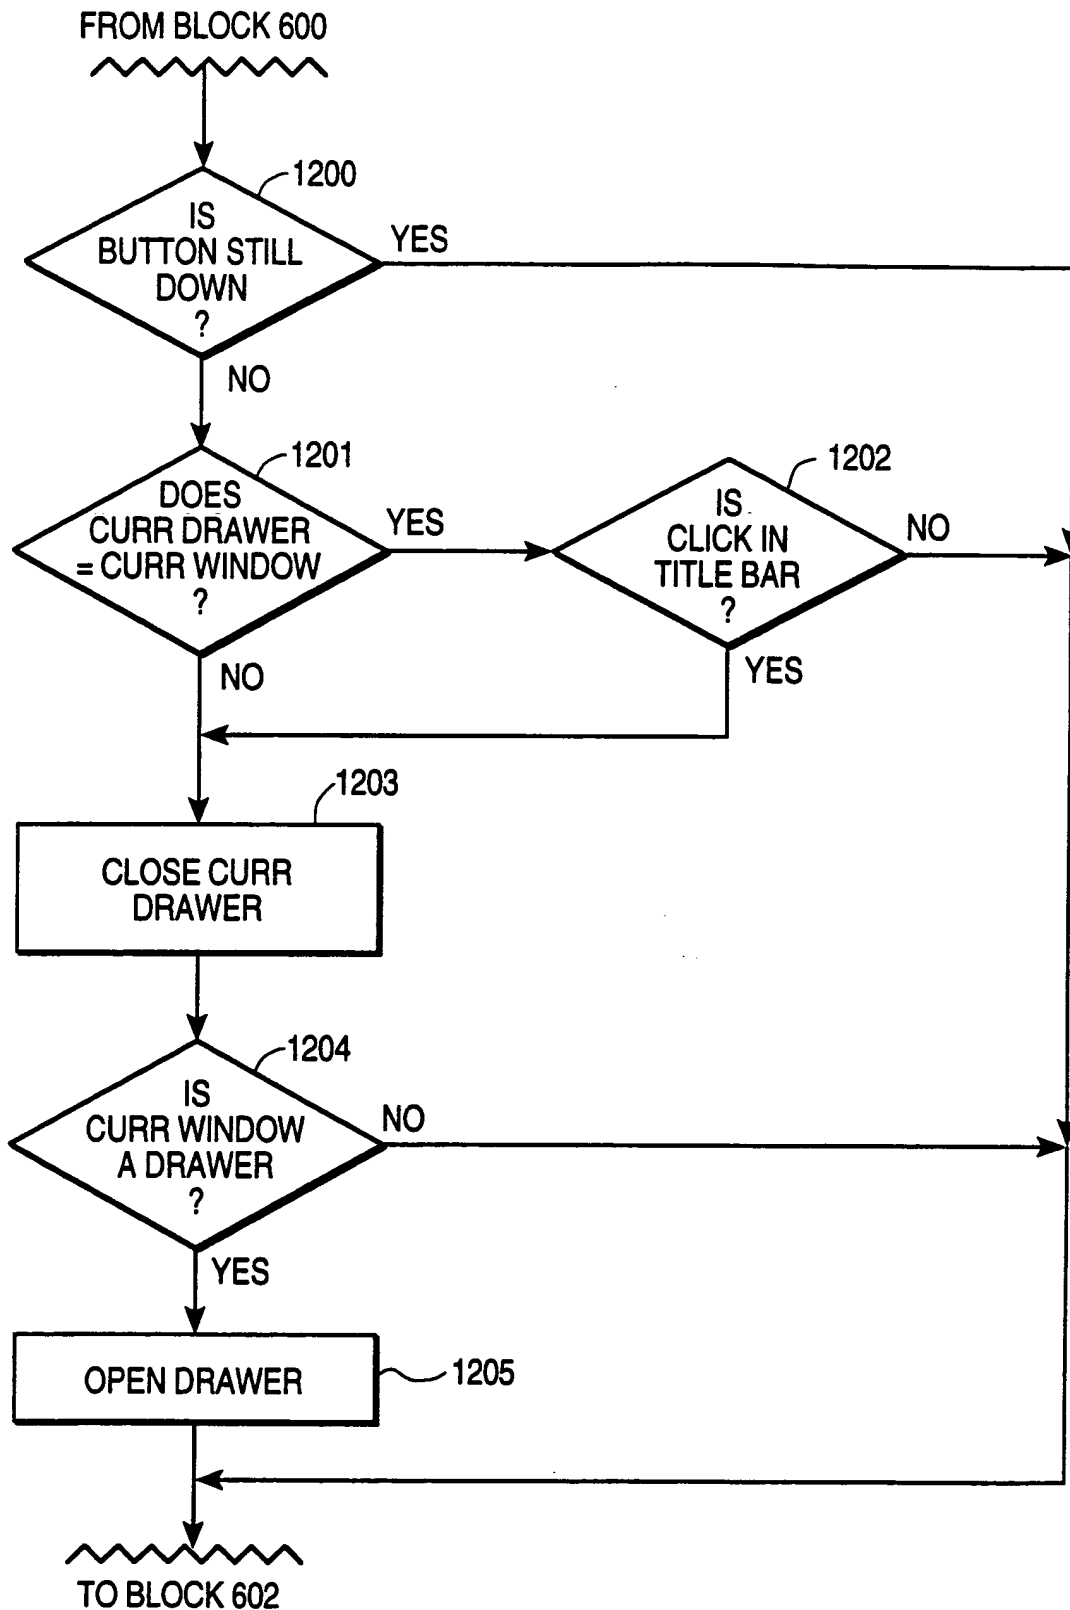 FROM BLOCK 600
1200
IS
BUTTON STILL
DOWN
?
YES
NO
1201
DOES
CURR DRAWER
= CURR WINDOW
?
YES
NO
1202
IS
CLICK IN
TITLE BAR
?
NO
YES
1203
CLOSE CURR
DRAWER
1204
IS
CURR WINDOW
A DRAWER
?
NO
YES
OPEN DRAWER
1205
TO BLOCK 602